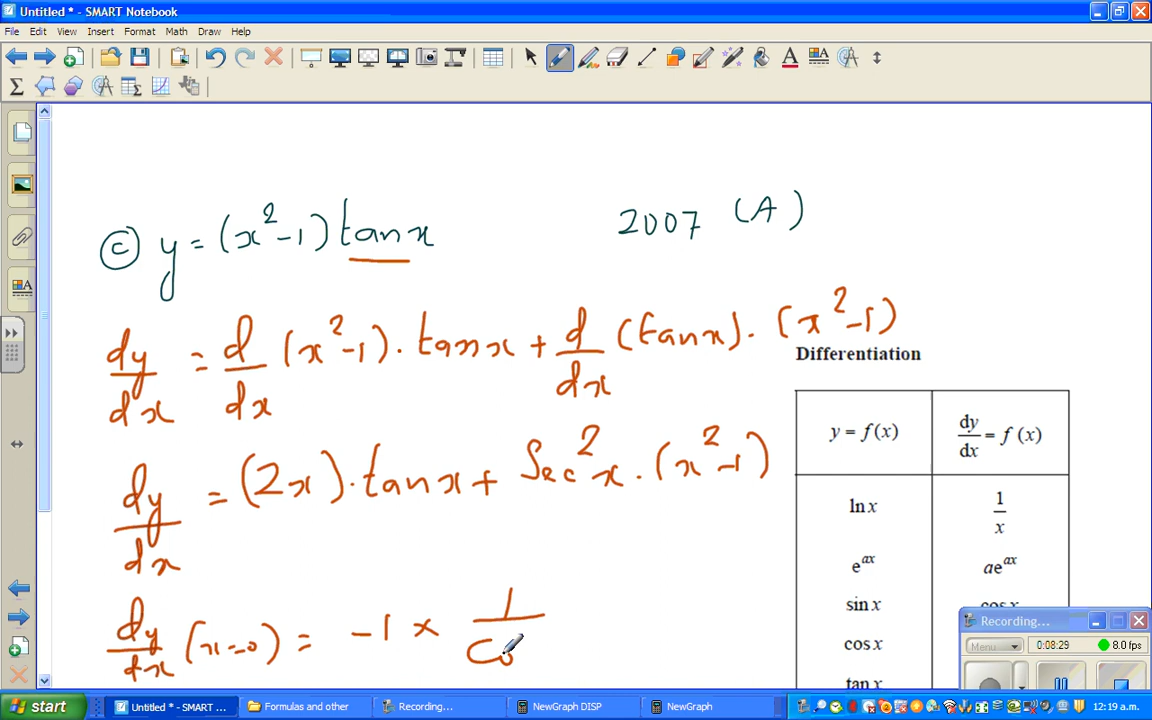 Untitled * - SMART Notebook
File Edit View Insert Format Math Draw Help
© y = (x² - 1) tan x 2007 (A)
dy/dx = d/dx (x² - 1) . tan x + d/dx (tan x) . (x² - 1)
Differentiation
y = f(x) dy/dx = f (x)
dy/dx = (2x) . tan x + Sec² x . (x² - 1)
ln x 1/x
e^ax ae^ax
sin x cos x
dy/dx (x=0) = -1 × 1/Co
cos x
tan x
Recording...
Menu 0:08:29 8.0 fps
start Untitled * - SMART ... Formulas and other Recording... NewGraph DISP NewGraph 12:19 a.m.